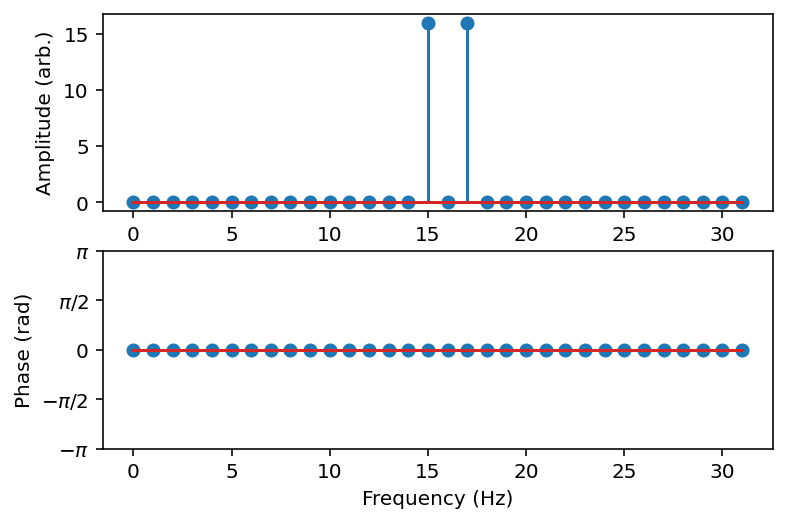 Amplitude (arb.)
15
10
5
0
0 5 10 15 20 25 30
Phase (rad)
π
π/2
0
−π/2
−π
0 5 10 15 20 25 30
Frequency (Hz)